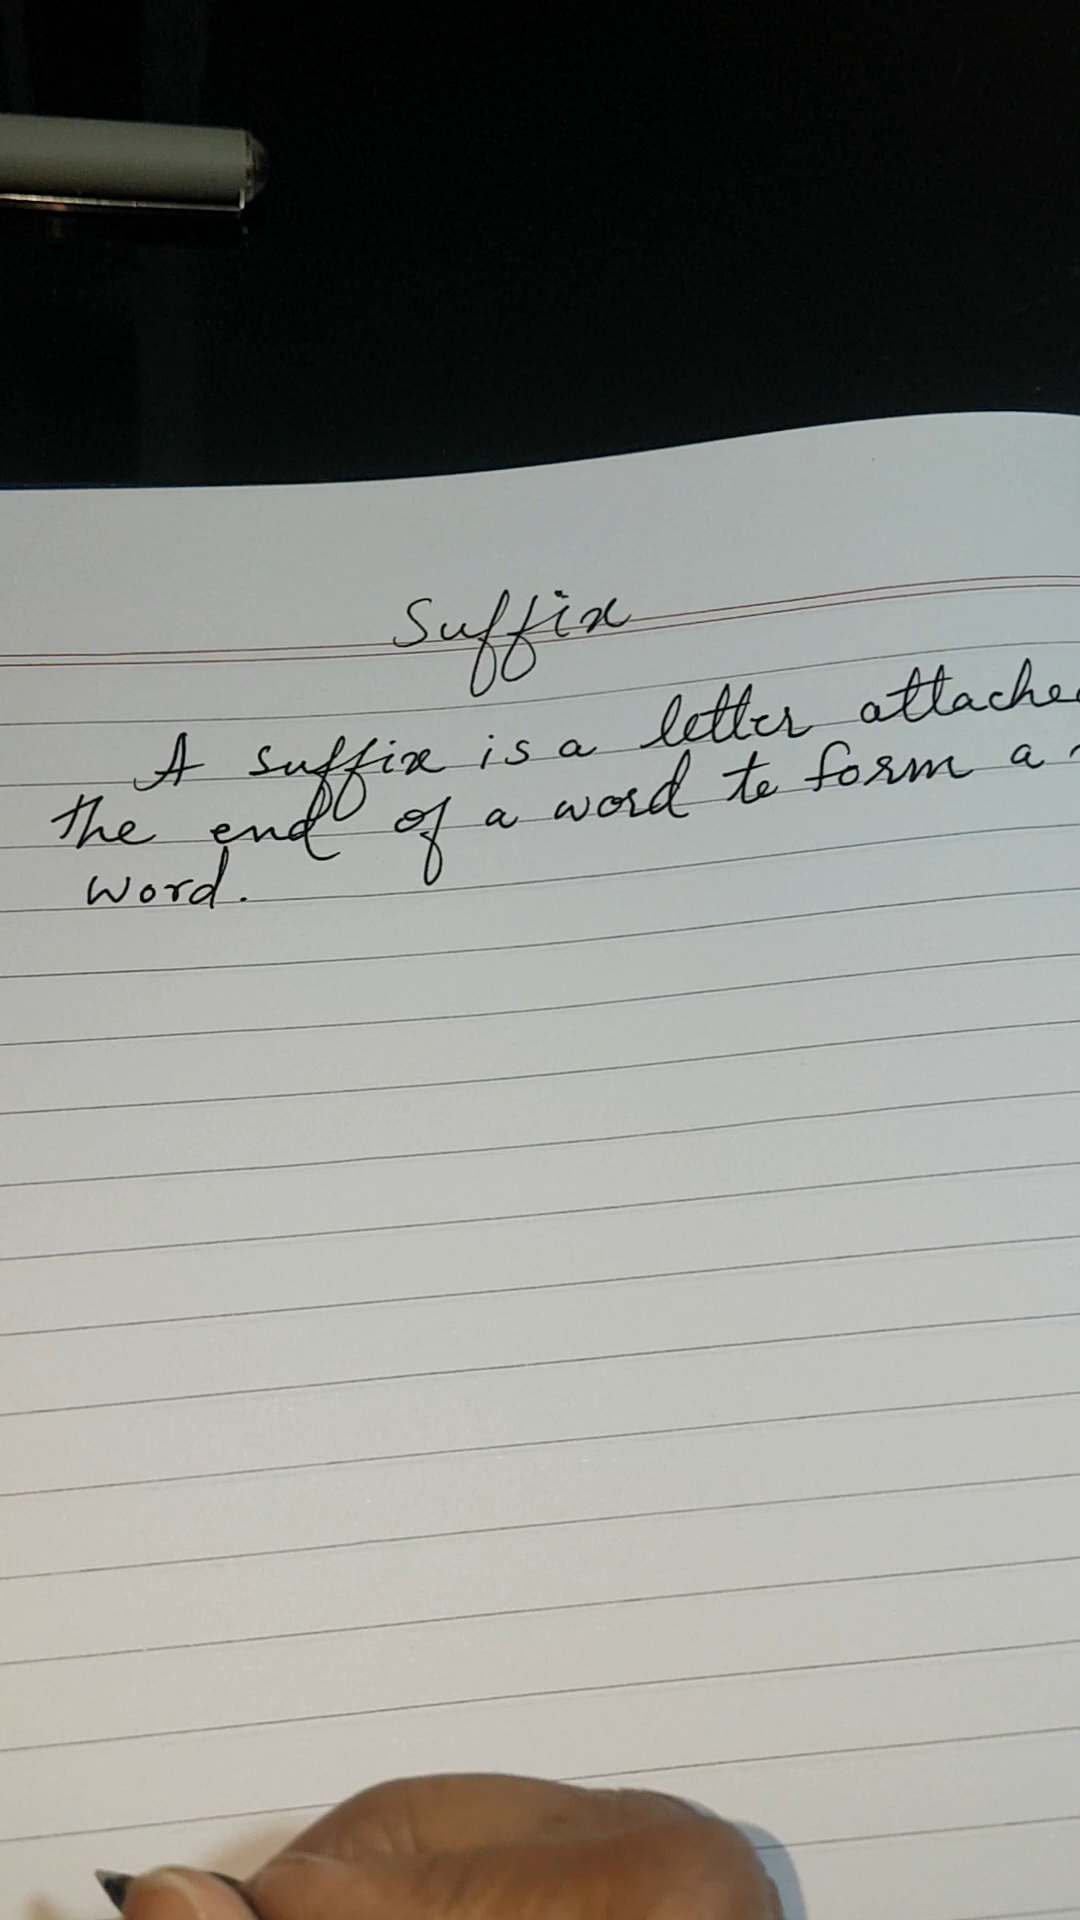 Suffix
A suffix is a letter attache
the end of a word to form a
word.